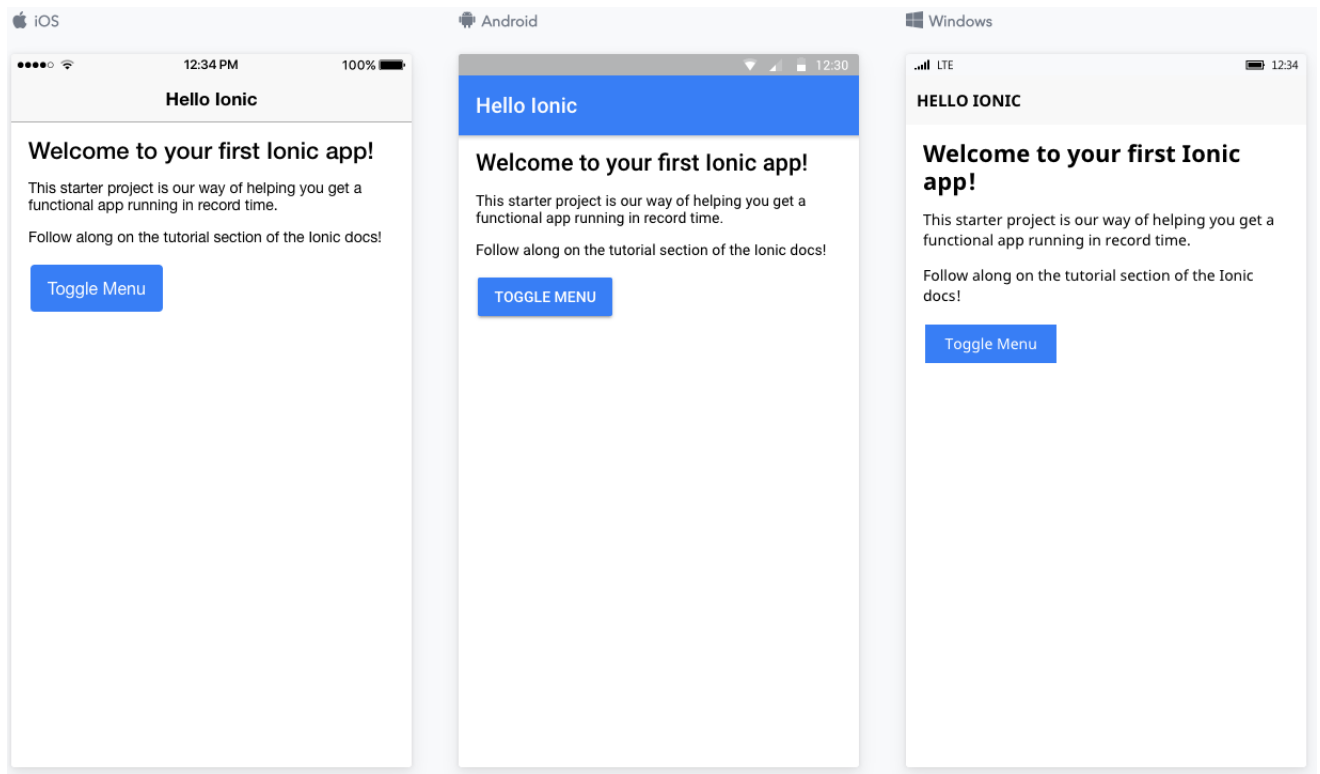 iOS
12:34 PM
100%
Hello Ionic
Welcome to your first Ionic app!
This starter project is our way of helping you get a
functional app running in record time.
Follow along on the tutorial section of the Ionic docs!
Toggle Menu
Android
12:30
Hello Ionic
Welcome to your first Ionic app!
This starter project is our way of helping you get a
functional app running in record time.
Follow along on the tutorial section of the Ionic docs!
TOGGLE MENU
Windows
LTE
12:34
HELLO IONIC
Welcome to your first Ionic
app!
This starter project is our way of helping you get a
functional app running in record time.
Follow along on the tutorial section of the Ionic
docs!
Toggle Menu